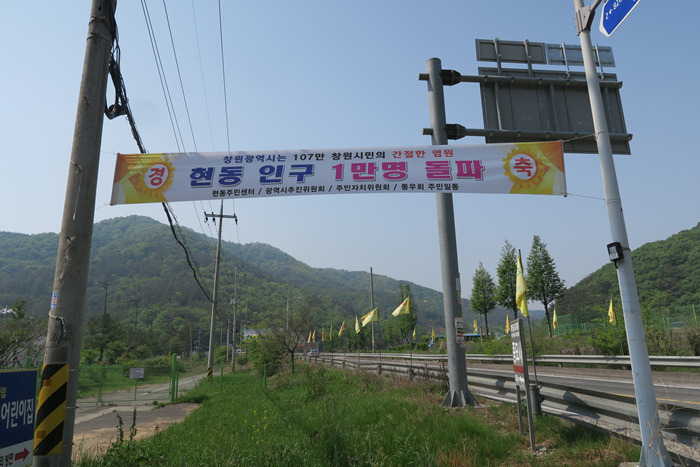 창원광역시는 107만 창원시민의 간절한 염원
경 현동 인구 1만명 돌파 축
현동주민센터 / 광역시추진위원회 / 주민자치위원회 / 통우회 주민일동
어린이집